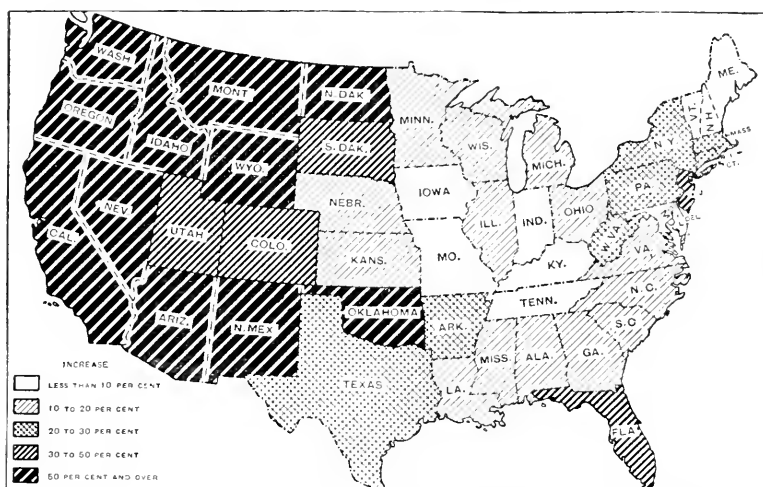 WASH.
MONT.
N. DAK.
ME.
OREGON
IDAHO
MINN.
VT.
N.H.
S. DAK.
WIS.
N.Y.
MASS
WYO.
MICH.
CT.
IOWA
PA.
NEBR.
NEV.
ILL.
IND.
OHIO
DEL
UTAH
COLO.
W.VA.
CAL.
KANS.
MO.
VA.
KY.
N.C.
TENN.
OKLAHOMA
ARIZ.
N.MEX.
ARK.
S.C.
MISS.
ALA.
GA.
TEXAS
LA.
FLA.
INCREASE
LESS THAN 10 PER CENT
10 TO 20 PER CENT
20 TO 30 PER CENT
30 TO 50 PER CENT
50 PER CENT AND OVER